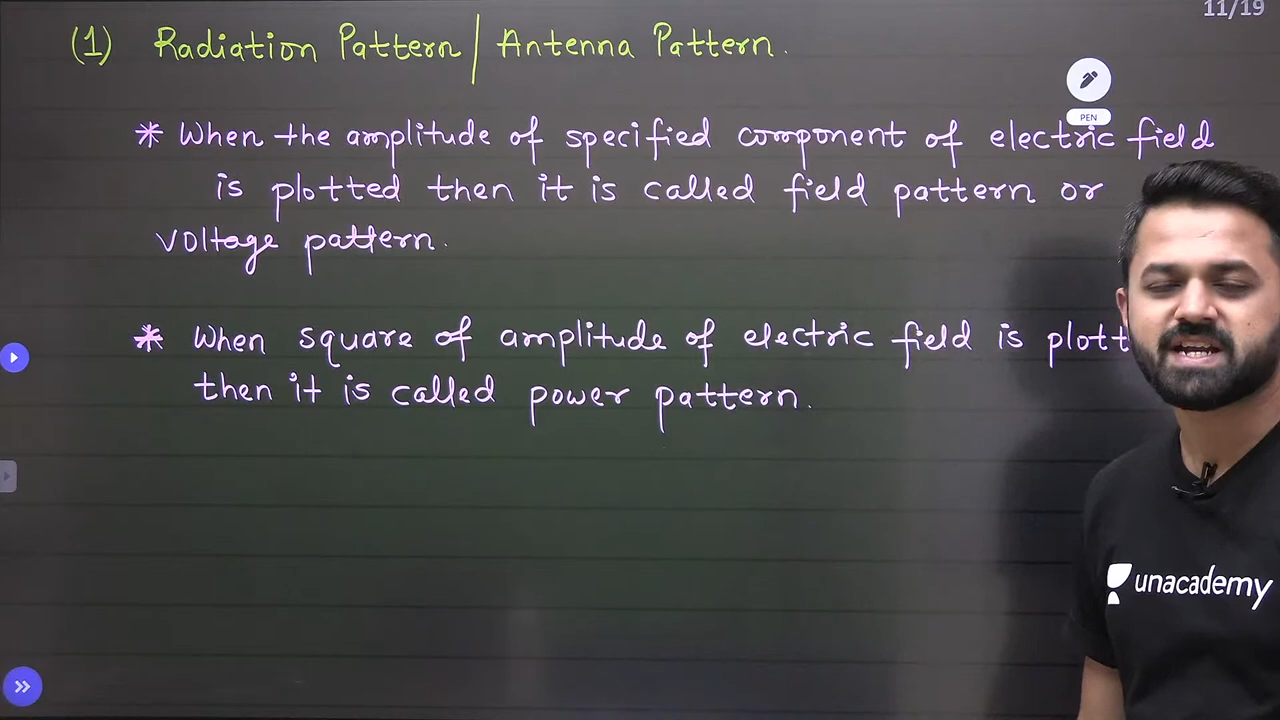 11/19
(1) Radiation Pattern / Antenna Pattern.
PEN
* When the amplitude of specified component of electric field
is plotted then it is called field pattern or
voltage pattern.
* When square of amplitude of electric field is plott
then it is called power pattern.
unacademy